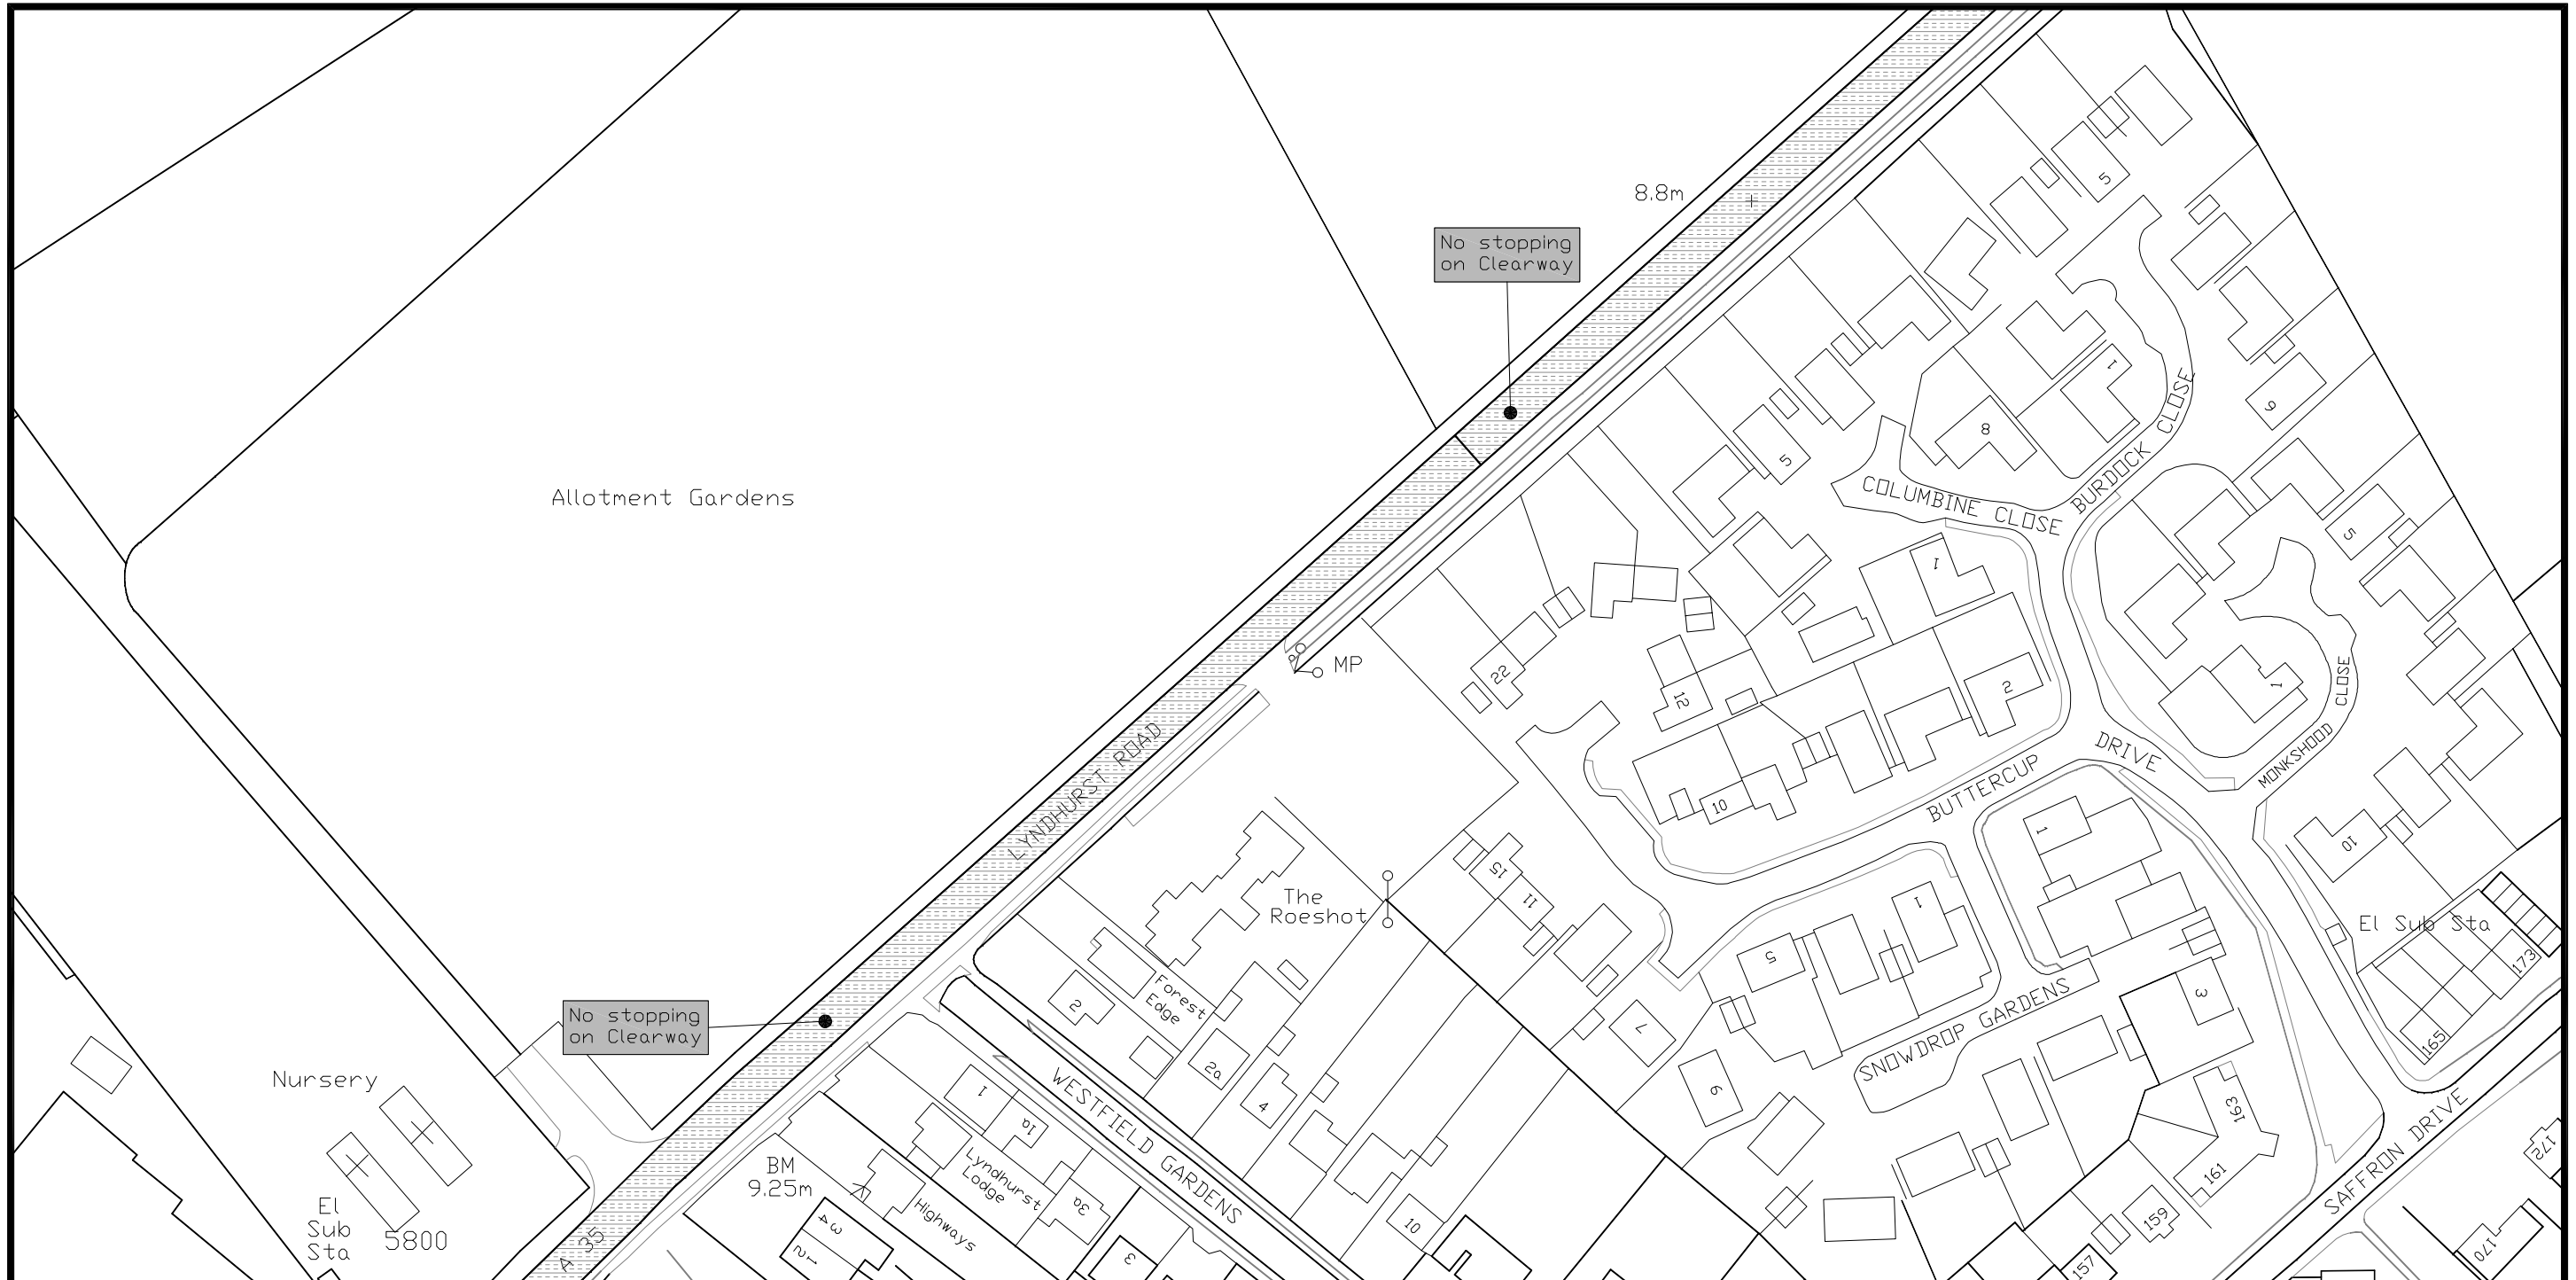 8.8m
5
No stopping
on Clearway
1
9
8
5
BURDOCK CLOSE
COLUMBINE CLOSE
Allotment Gardens
5
1
MP
22
12
2
1
MONKSHOOD CLOSE
LYNDHURST ROAD
DRIVE
BUTTERCUP
10
1
10
15
11
The
Roeshot
1
El Sub Sta
173
5
Forest
Edge
2
3
No stopping
on Clearway
7
SNOWDROP GARDENS
165
Nursery
2a
6
1
1a
4
163
WESTFIELD GARDENS
SAFFRON DRIVE
172
BM
9.25m
Lyndhurst
Lodge
3a
161
El
Sub
Sta
5800
Highways
34
21
10
159
A 35
3
157
170